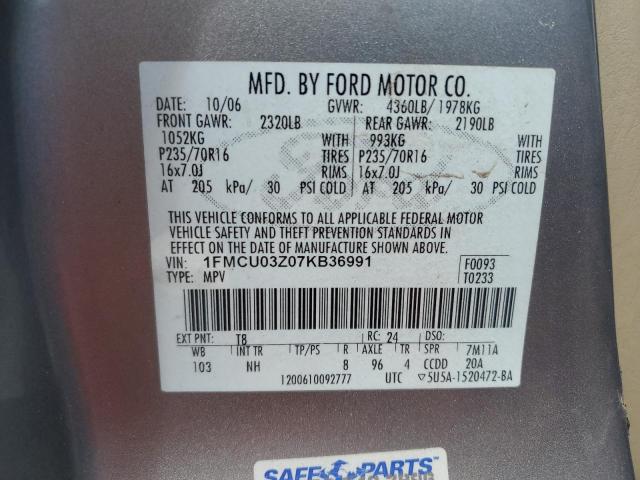 MFD. BY FORD MOTOR CO.
DATE: 10/06 GVWR: 4360LB/ 1978KG
FRONT GAWR: 2320LB REAR GAWR: 2190LB
1052KG WITH 993KG WITH
P235/70R16 TIRES P235/70R16 TIRES
16x7.0J RIMS 16x7.0J RIMS
AT 205 kPa/ 30 PSI COLD AT 205 kPa/ 30 PSI COLD
THIS VEHICLE CONFORMS TO ALL APPLICABLE FEDERAL MOTOR
VEHICLE SAFETY AND THEFT PREVENTION STANDARDS IN
EFFECT ON THE DATE OF MANUFACTURE SHOWN ABOVE.
VIN: 1FMCU03Z07KB36991 F0093
TYPE: MPV T0233
EXT PNT: T8 RC: 24 DSO:
WB INT TR TP/PS R AXLE TR SPR 7M11A
103 NH 8 96 4 CCDD 20A
1200610092777 UTC ▽5U5A-1520472-BA
SAFE PARTS